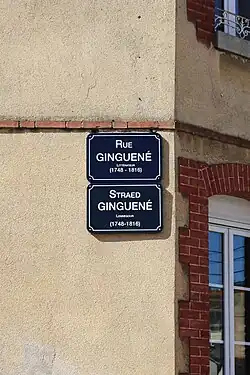 RUE
GINGUENÉ
LITTÉRATEUR
(1748 - 1816)
STRAED
GINGUENÉ
LENNEGOUR
(1748-1816)